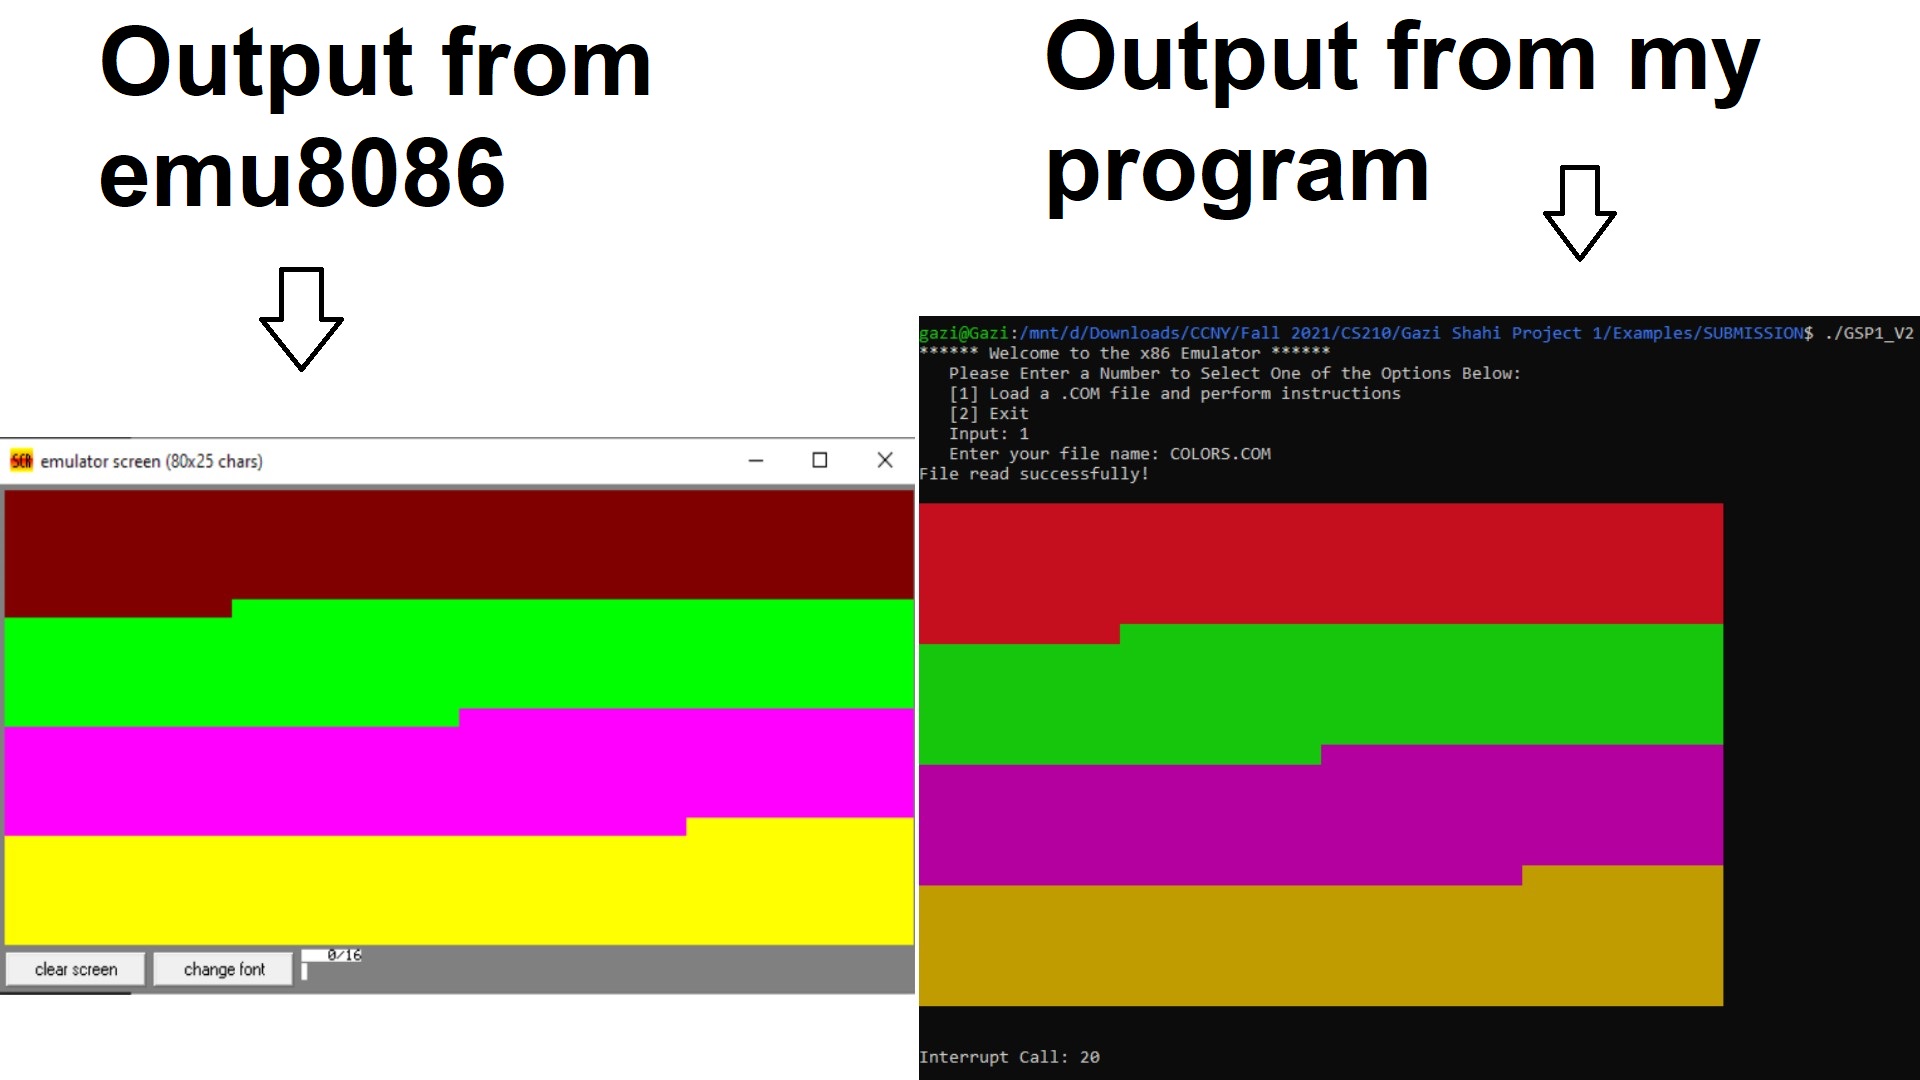 Output from
emu8086
Output from my
program
SCR emulator screen (80x25 chars)
clear screen
change font
0/16
gazi@Gazi:/mnt/d/Downloads/CCNY/Fall 2021/CS210/Gazi Shahi Project 1/Examples/SUBMISSION$ ./GSP1_V2
****** Welcome to the x86 Emulator ******
Please Enter a Number to Select One of the Options Below:
[1] Load a .COM file and perform instructions
[2] Exit
Input: 1
Enter your file name: COLORS.COM
File read successfully!
Interrupt Call: 20